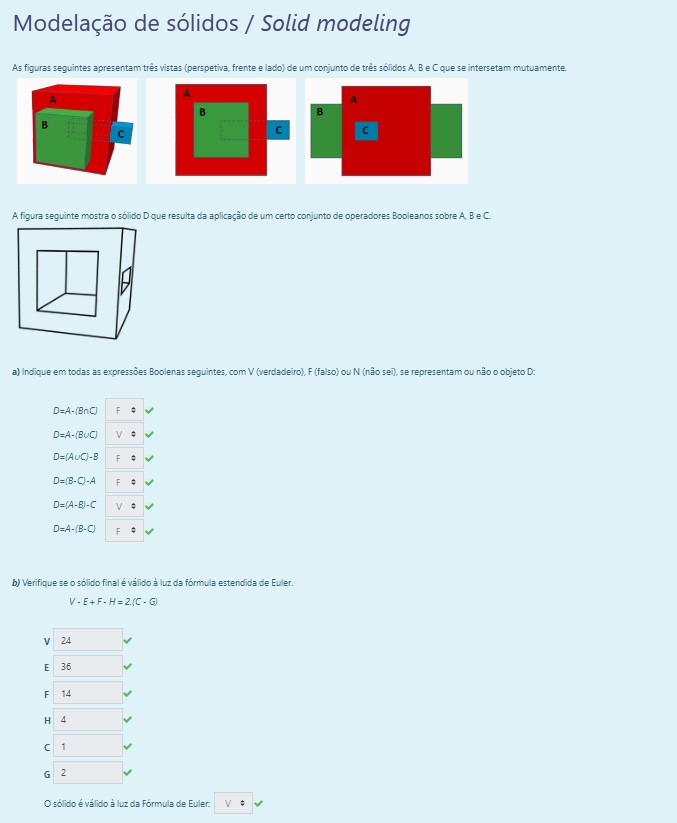 Modelação de sólidos / Solid modeling
As figuras seguintes apresentam três vistas (perspetiva, frente e lado) de um conjunto de três sólidos A, B e C que se intersetam mutuamente.
A
B
C
A
B
C
A
B
C
A figura seguinte mostra o sólido D que resulta da aplicação de um certo conjunto de operadores Booleanos sobre A, B e C.
a) Indique em todas as expressões Boolenas seguintes, com V (verdadeiro), F (falso) ou N (não sei), se representam ou não o objeto D:
D=A-(B∩C) F
D=A-(B∪C) V
D=(A∪C)-B F
D=(B-C)-A F
D=(A-B)-C V
D=A-(B-C) F
b) Verifique se o sólido final é válido à luz da fórmula estendida de Euler.
V - E + F - H = 2.(C - G)
V 24
E 36
F 14
H 4
C 1
G 2
O sólido é válido à luz da Fórmula de Euler: V